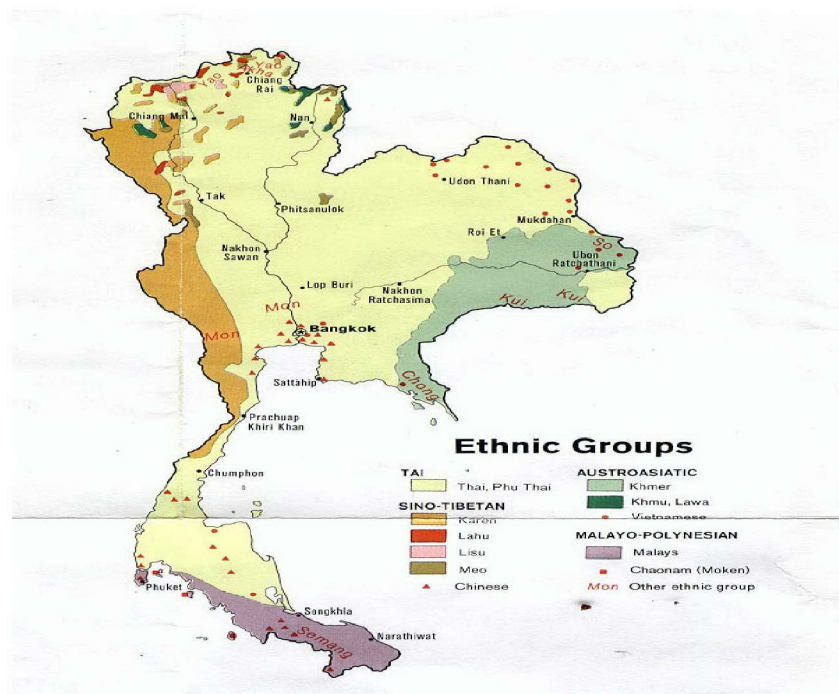 Yao
Yao
Akha
Chiang
Rai
Chiang Mai
Nan
Tak
Phitsanulok
Udon Thani
Mukdahan
Roi Et
So
Ubon
Ratchathani
Nakhon
Sawan
Lop Buri
Nakhon
Ratchasima
Kui
Kui
Mon
Mon
Bangkok
Chong
Sattahip
Prachuap
Khiri Khan
Chumphon
Phuket
Songkhla
Semang
Narathiwat
Ethnic Groups
TAI
Thai, Phu Thai
SINO-TIBETAN
Karen
Lahu
Lisu
Meo
Chinese
AUSTROASIATIC
Khmer
Khmu, Lawa
Vietnamese
MALAYO-POLYNESIAN
Malays
Chaonam (Moken)
Mon Other ethnic group